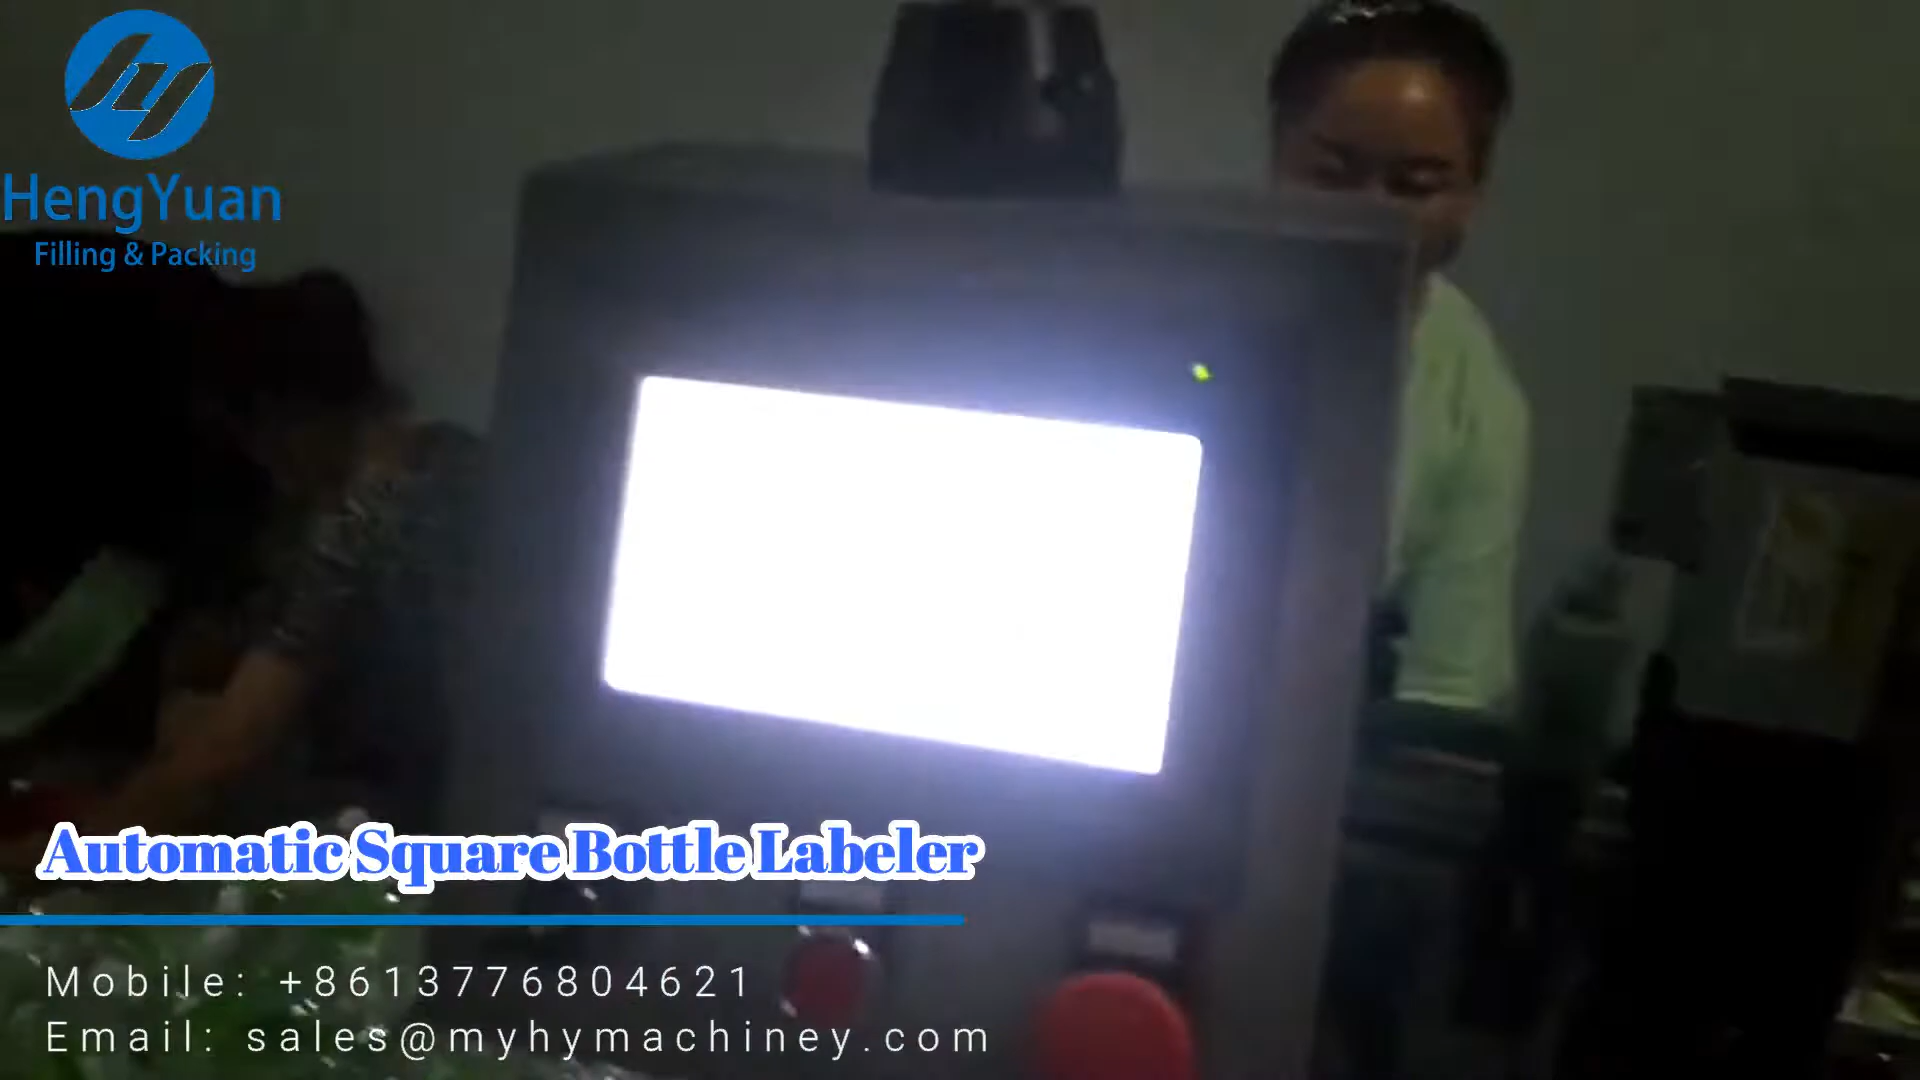 HengYuan
Filling & Packing
Automatic Square Bottle Labeler
Mobile: +8613776804621
Email: sales@myhymachiney.com